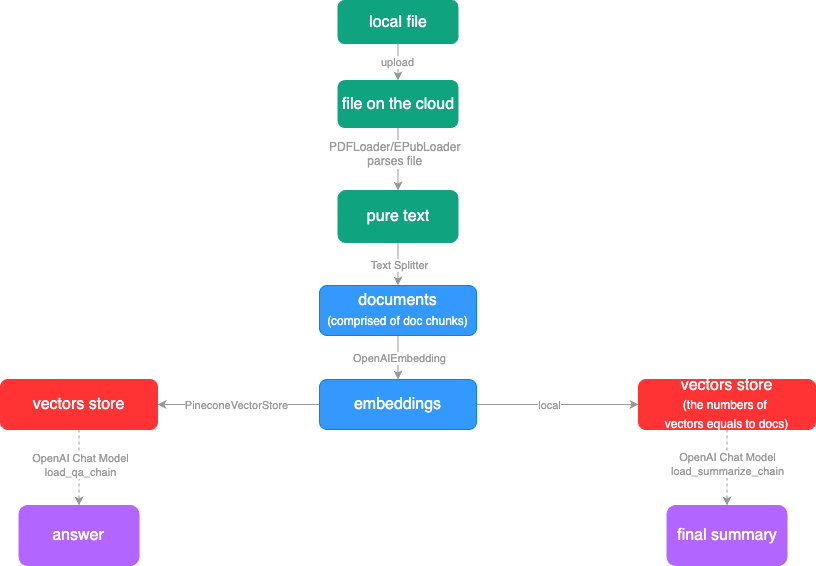 local file
upload
file on the cloud
PDFLoader/EPubLoader
parses file
pure text
Text Splitter
documents
(comprised of doc chunks)
OpenAIEmbedding
vectors store
PineconeVectorStore
embeddings
local
vectors store
(the numbers of
vectors equals to docs)
OpenAI Chat Model
load_qa_chain
OpenAI Chat Model
load_summarize_chain
answer
final summary